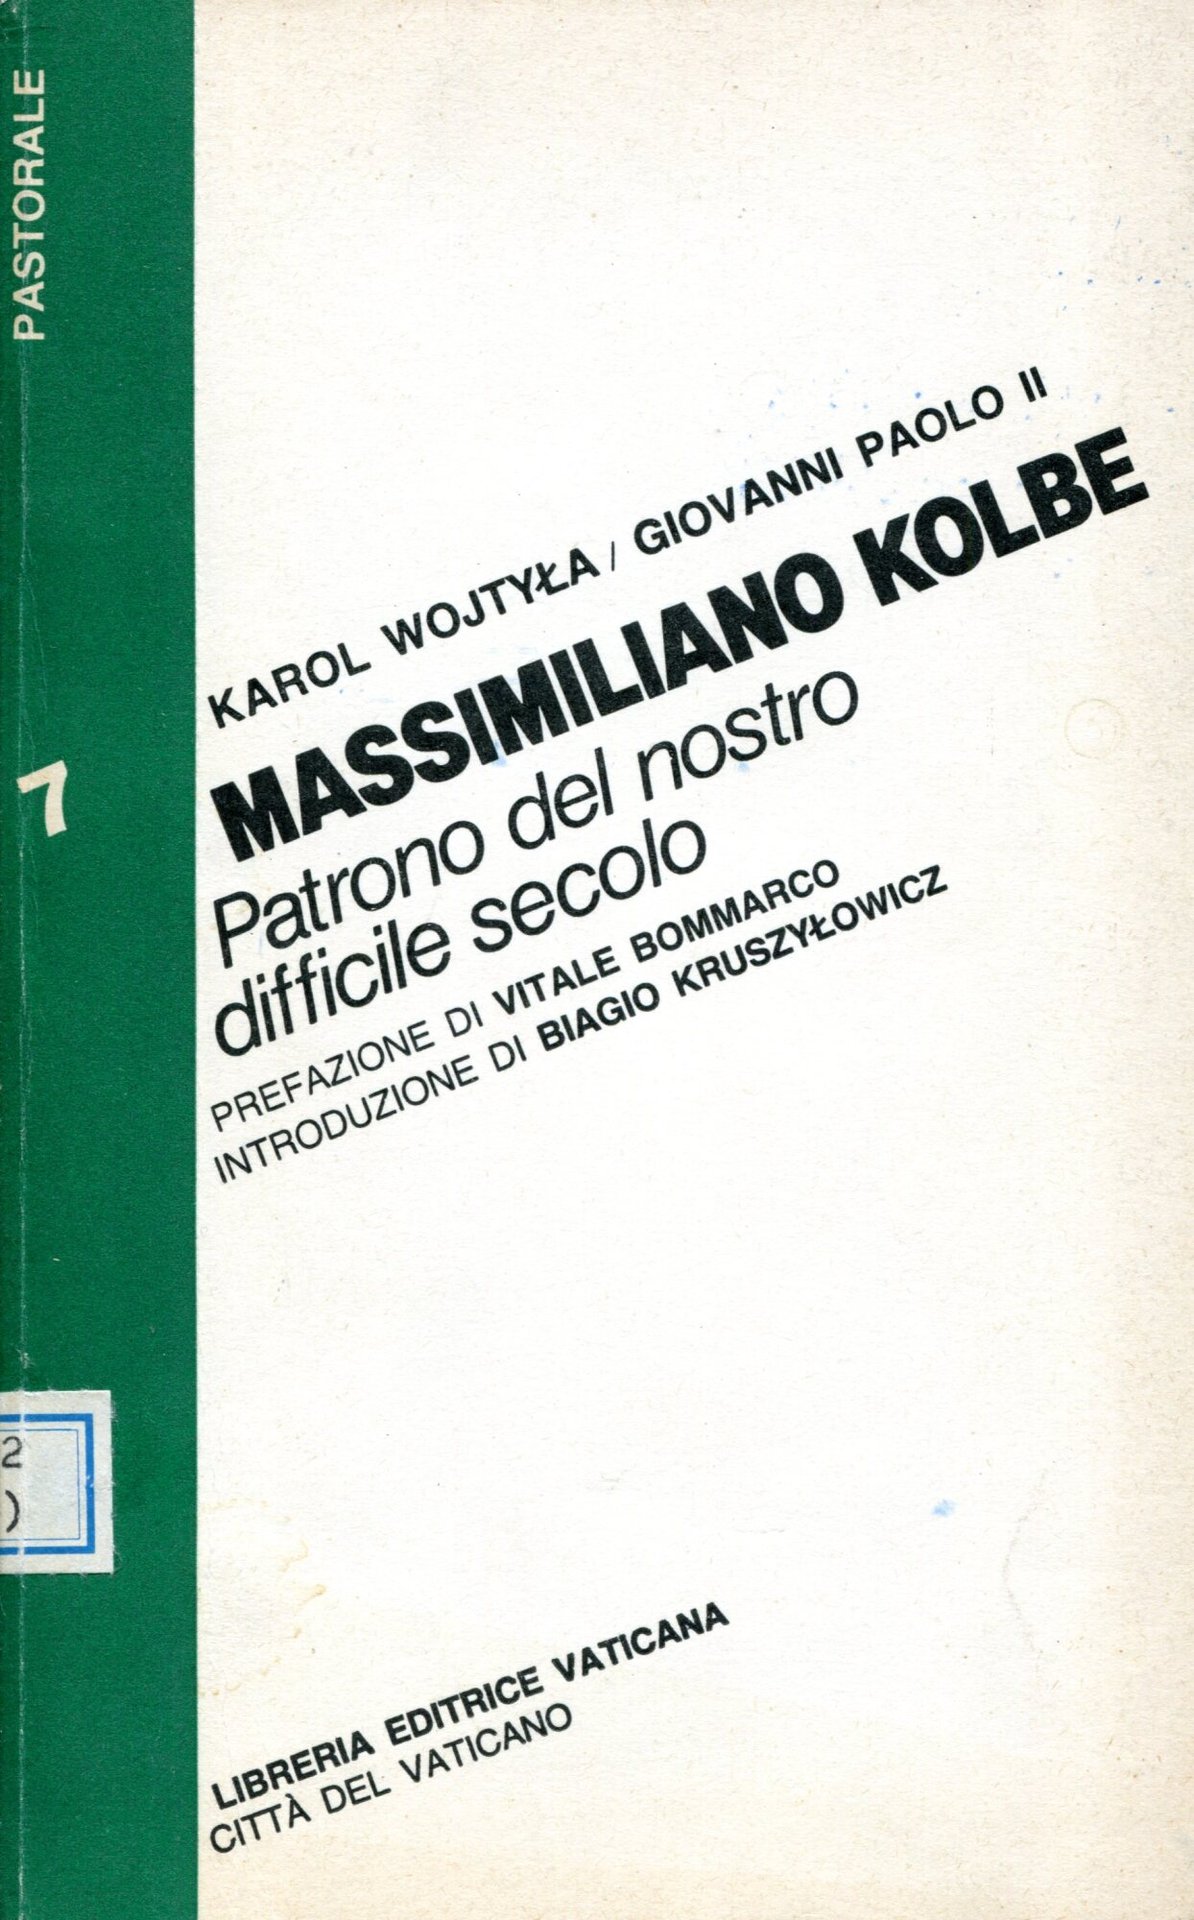 PASTORALE
7
KAROL WOJTYŁA / GIOVANNI PAOLO II
MASSIMILIANO KOLBE
Patrono del nostro
difficile secolo
PREFAZIONE DI VITALE BOMMARCO
INTRODUZIONE DI BIAGIO KRUSZYŁOWICZ
2
)
LIBRERIA EDITRICE VATICANA
CITTÀ DEL VATICANO